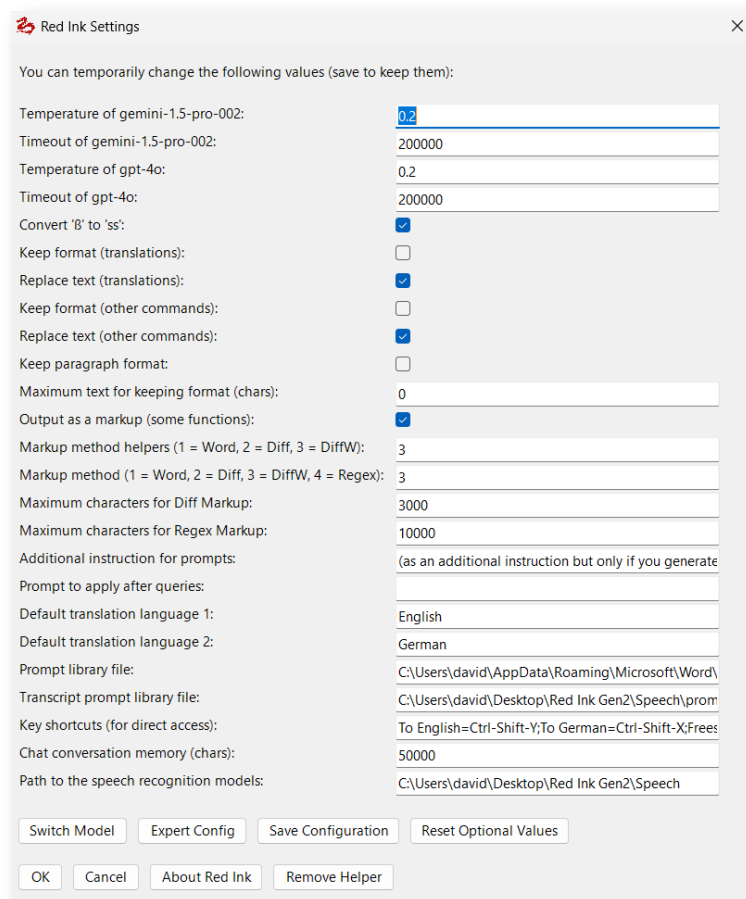 Red Ink Settings
You can temporarily change the following values (save to keep them):
Temperature of gemini-1.5-pro-002: 0.2
Timeout of gemini-1.5-pro-002: 200000
Temperature of gpt-4o: 0.2
Timeout of gpt-4o: 200000
Convert 'ß' to 'ss':
Keep format (translations):
Replace text (translations):
Keep format (other commands):
Replace text (other commands):
Keep paragraph format:
Maximum text for keeping format (chars): 0
Output as a markup (some functions):
Markup method helpers (1 = Word, 2 = Diff, 3 = DiffW): 3
Markup method (1 = Word, 2 = Diff, 3 = DiffW, 4 = Regex): 3
Maximum characters for Diff Markup: 3000
Maximum characters for Regex Markup: 10000
Additional instruction for prompts: (as an additional instruction but only if you generate
Prompt to apply after queries:
Default translation language 1: English
Default translation language 2: German
Prompt library file: C:\Users\david\AppData\Roaming\Microsoft\Word\
Transcript prompt library file: C:\Users\david\Desktop\Red Ink Gen2\Speech\prom
Key shortcuts (for direct access): To English=Ctrl-Shift-Y;To German=Ctrl-Shift-X;Frees
Chat conversation memory (chars): 50000
Path to the speech recognition models: C:\Users\david\Desktop\Red Ink Gen2\Speech
Switch Model Expert Config Save Configuration Reset Optional Values
OK Cancel About Red Ink Remove Helper